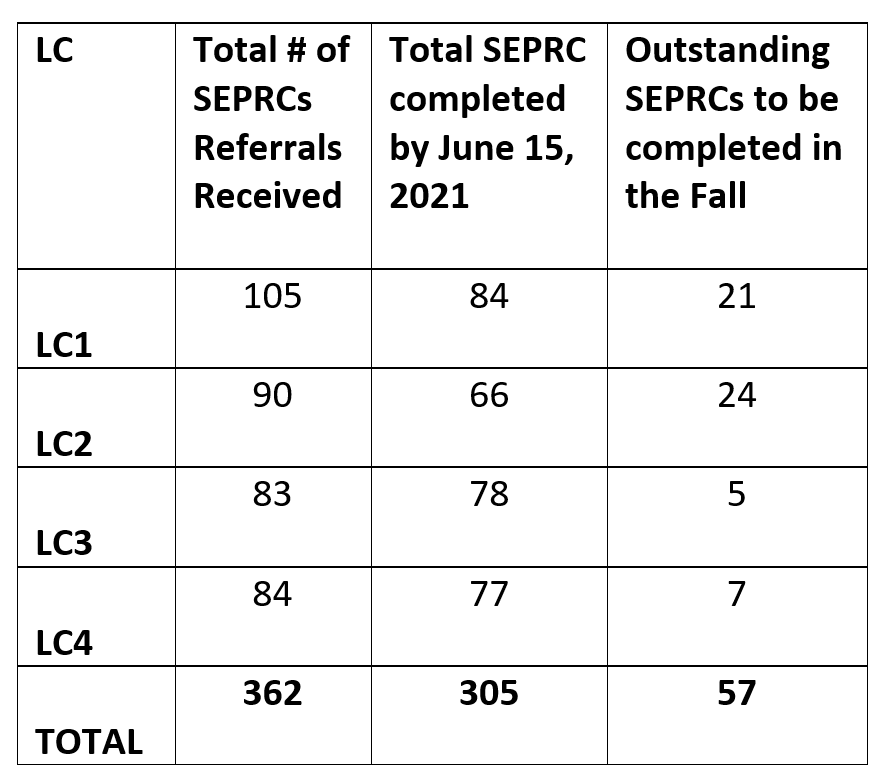 LC
Total # of
SEPRCs
Referrals
Received
Total SEPRC
completed
by June 15,
2021
Outstanding
SEPRCs to be
completed in
the Fall
LC1
105
84
21
LC2
90
66
24
LC3
83
78
5
LC4
84
77
7
TOTAL
362
305
57